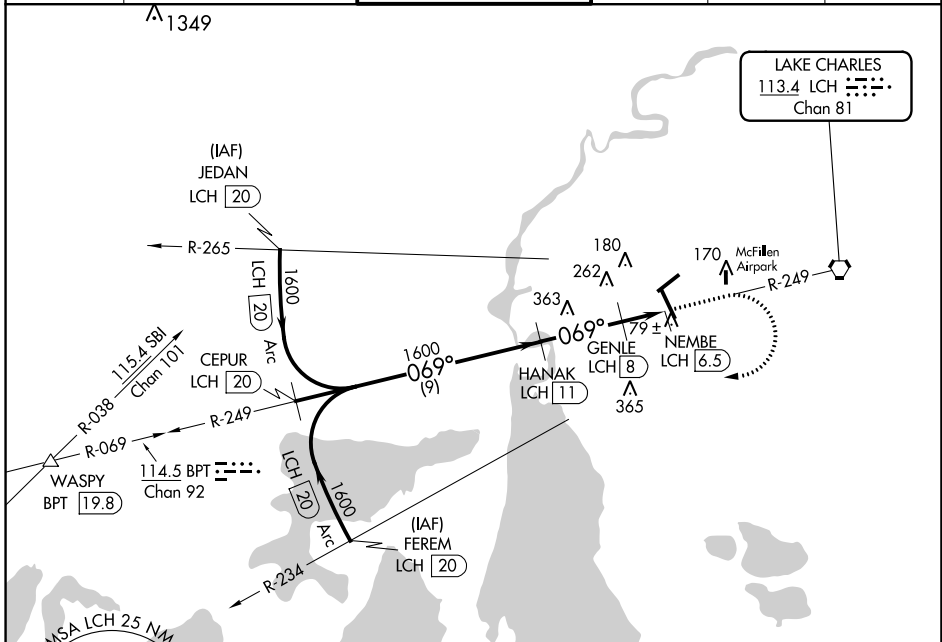 1349
LAKE CHARLES
113.4 LCH
Chan 81
(IAF)
JEDAN
LCH 20
R-265
1600
LCH 20 Arc
180
262
363
170
McFillen
Airpark
R-249
115.4 SBI
Chan 101
R-038
CEPUR
LCH 20
1600
069°
(9)
069°
79 ±
GENLE
LCH 8
NEMBE
LCH 6.5
HANAK
LCH 11
365
R-249
R-069
WASPY
BPT 19.8
114.5 BPT
Chan 92
LCH 20 Arc
1600
(IAF)
FEREM
LCH 20
R-234
MSA LCH 25 NM